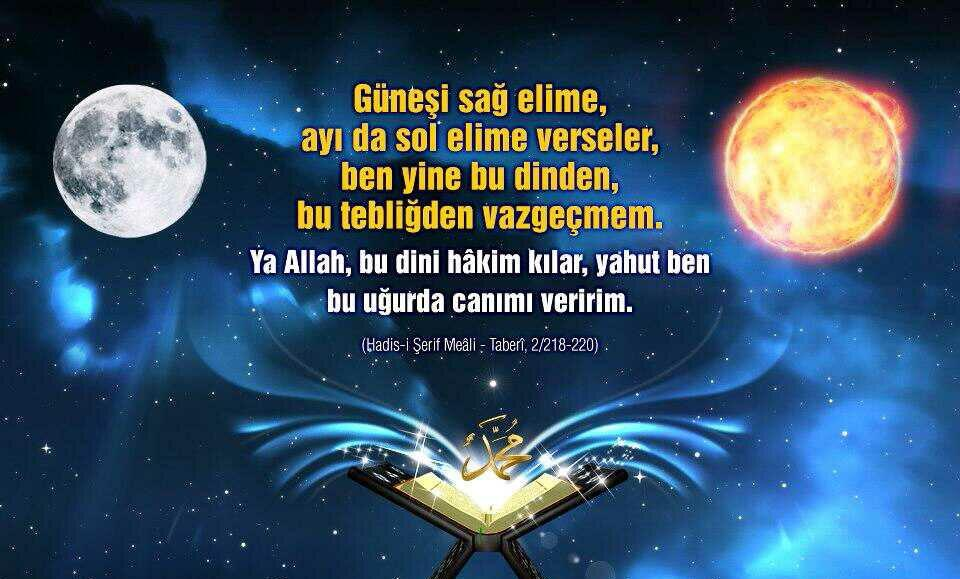 Güneşi sağ elime,
ayı da sol elime verseler,
ben yine bu dinden,
bu tebliğden vazgeçmem.
Ya Allah, bu dini hâkim kılar, yahut ben
bu uğurda canımı veririm.
(Hadis-i Şerif Meâli - Taberî, 2/218-220)
محمد